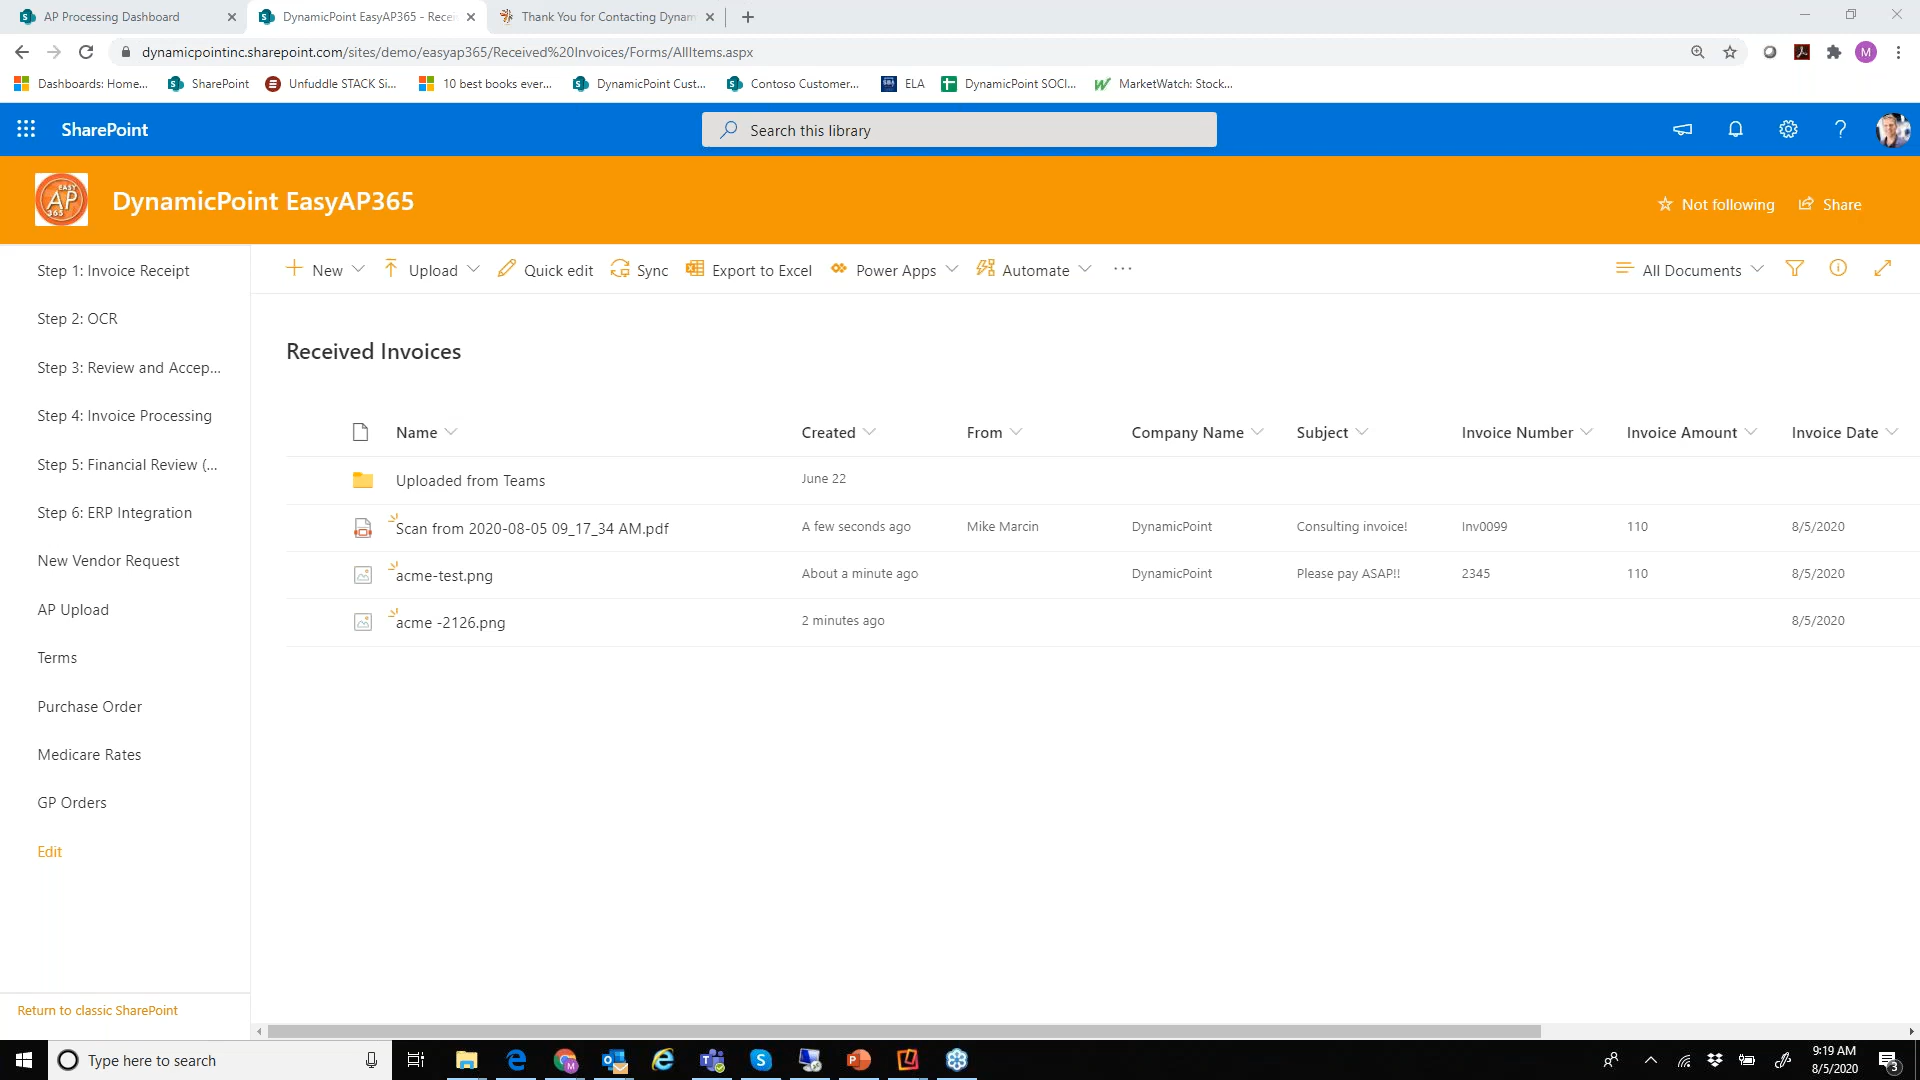 AP Processing Dashboard
DynamicPoint EasyAP365 - Recei
Thank You for Contacting Dynam
dynamicpointinc.sharepoint.com/sites/demo/easyap365/Received%20Invoices/Forms/AllItems.aspx
M
Dashboards: Home...
SharePoint
Unfuddle STACK Si...
10 best books ever...
DynamicPoint Cust...
Contoso Customer...
ELA
DynamicPoint SOCI...
MarketWatch: Stock...
SharePoint
Search this library
EASY
AP
365
DynamicPoint EasyAP365
Not following
Share
Step 1: Invoice Receipt
Step 2: OCR
Step 3: Review and Accep...
Step 4: Invoice Processing
Step 5: Financial Review (...
Step 6: ERP Integration
New Vendor Request
AP Upload
Terms
Purchase Order
Medicare Rates
GP Orders
Edit
Return to classic SharePoint
New
Upload
Quick edit
Sync
Export to Excel
Power Apps
Automate
All Documents
Received Invoices
Name Created From Company Name Subject Invoice Number Invoice Amount Invoice Date
Uploaded from Teams June 22
Scan from 2020-08-05 09_17_34 AM.pdf A few seconds ago Mike Marcin DynamicPoint Consulting invoice! Inv0099 110 8/5/2020
acme-test.png About a minute ago DynamicPoint Please pay ASAP!! 2345 110 8/5/2020
acme -2126.png 2 minutes ago 8/5/2020
Type here to search
9:19 AM
8/5/2020
3